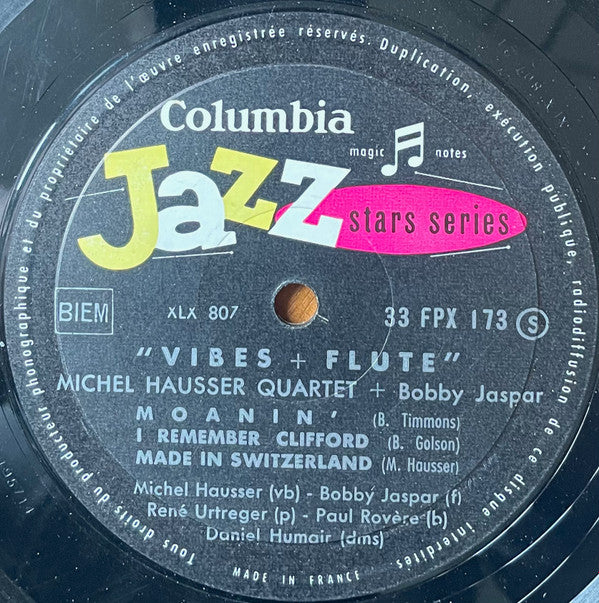 Tous droits du producteur phonographique et du propriétaire de l'œuvre enregistrée réservés. Duplication, exécution publique, radiodiffusion de ce disque interdites.
Columbia
magic notes
Jazz
stars series
BIEM
XLX 807
33 FPX 173 S
"VIBES + FLUTE"
MICHEL HAUSSER QUARTET + Bobby Jaspar
MOANIN' (B. Timmons)
I REMEMBER CLIFFORD (B. Golson)
MADE IN SWITZERLAND (M. Hausser)
Michel Hausser (vb) - Bobby Jaspar (f)
René Urtreger (p) - Paul Rovère (b)
Daniel Humair (dms)
MADE IN FRANCE